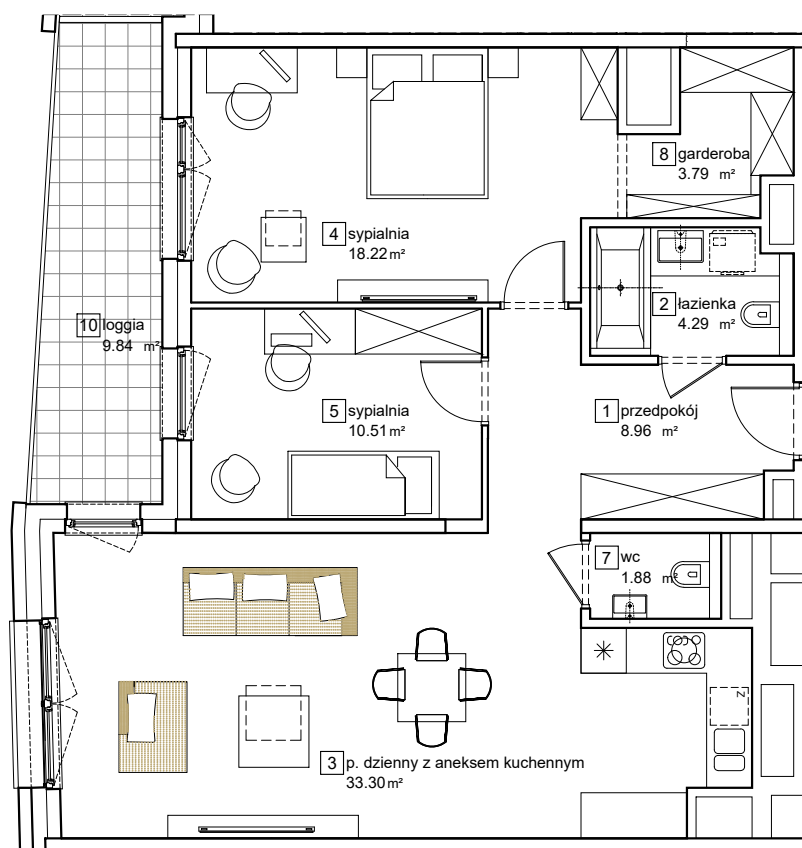 8 garderoba
3.79 m²
4 sypialnia
18.22 m²
2 łazienka
4.29 m²
10 loggia
9.84 m²
5 sypialnia
10.51 m²
1 przedpokój
8.96 m²
7 wc
1.88 m²
z
3 p. dzienny z aneksem kuchennym
33.30 m²